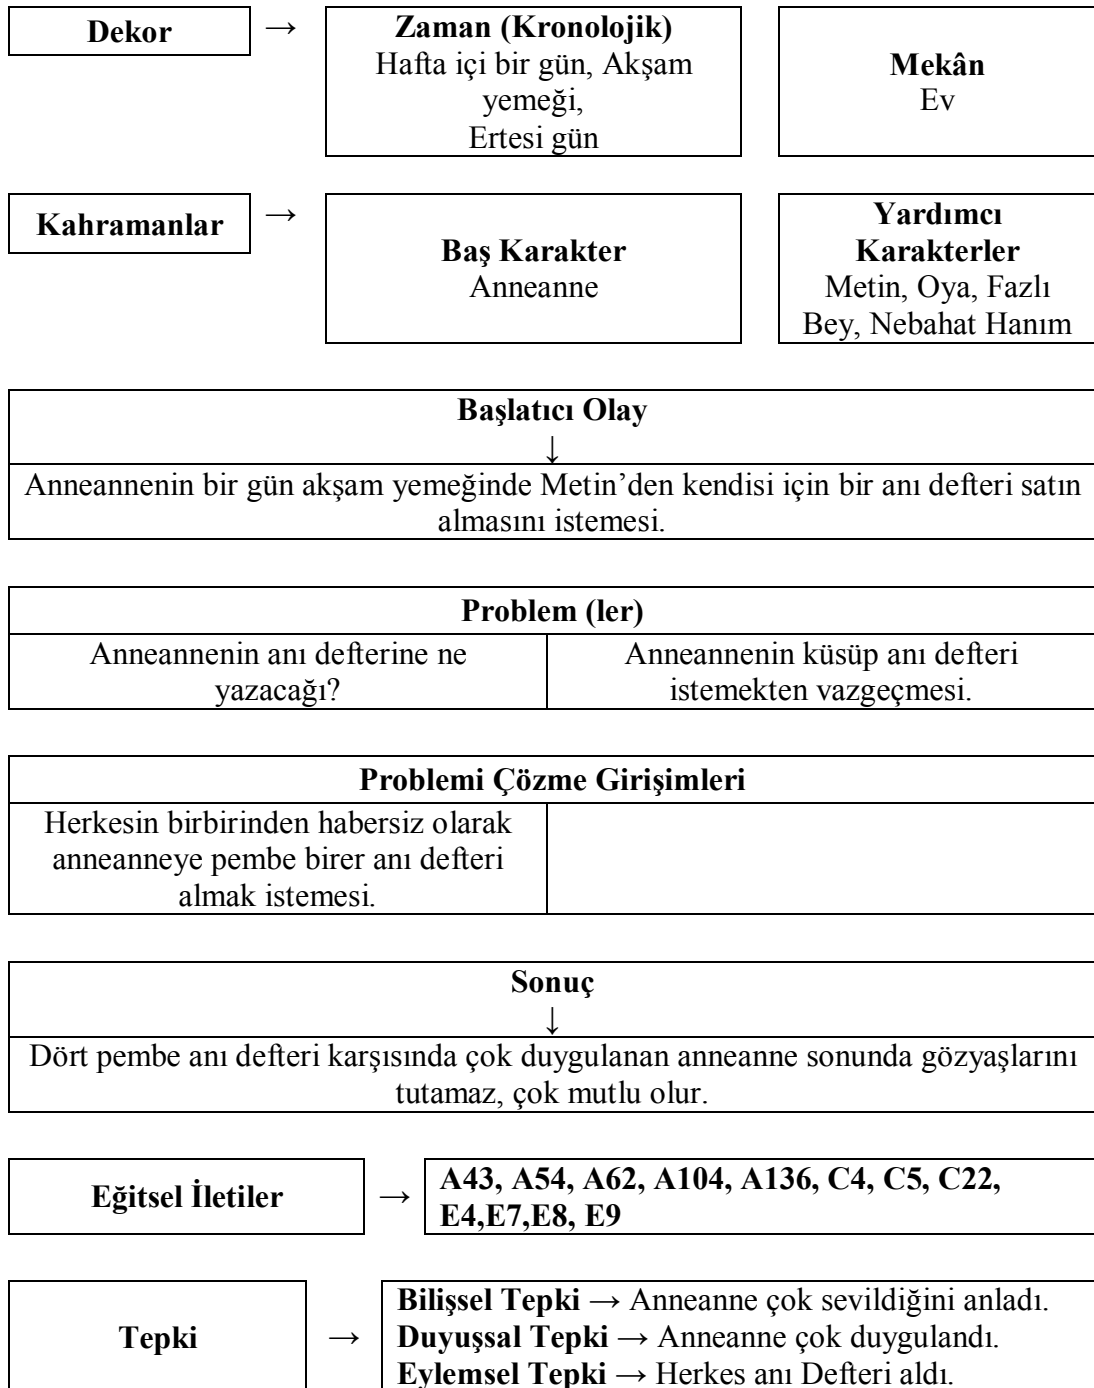 Dekor
→
Zaman (Kronolojik)
Hafta içi bir gün, Akşam
yemeği,
Ertesi gün
Mekân
Ev
Kahramanlar
→
Baş Karakter
Anneanne
Yardımcı
Karakterler
Metin, Oya, Fazlı
Bey, Nebahat Hanım
Başlatıcı Olay
↓
Anneannenin bir gün akşam yemeğinde Metin’den kendisi için bir anı defteri satın
almasını istemesi.
Problem (ler)
Anneannenin anı defterine ne
yazacağı?
Anneannenin küsüp anı defteri
istemekten vazgeçmesi.
Problemi Çözme Girişimleri
Herkesin birbirinden habersiz olarak
anneanneye pembe birer anı defteri
almak istemesi.
Sonuç
↓
Dört pembe anı defteri karşısında çok duygulanan anneanne sonunda gözyaşlarını
tutamaz, çok mutlu olur.
Eğitsel İletiler
→
A43, A54, A62, A104, A136, C4, C5, C22,
E4,E7,E8, E9
Tepki
→
Bilişsel Tepki → Anneanne çok sevildiğini anladı.
Duyuşsal Tepki → Anneanne çok duygulandı.
Eylemsel Tepki → Herkes anı Defteri aldı.